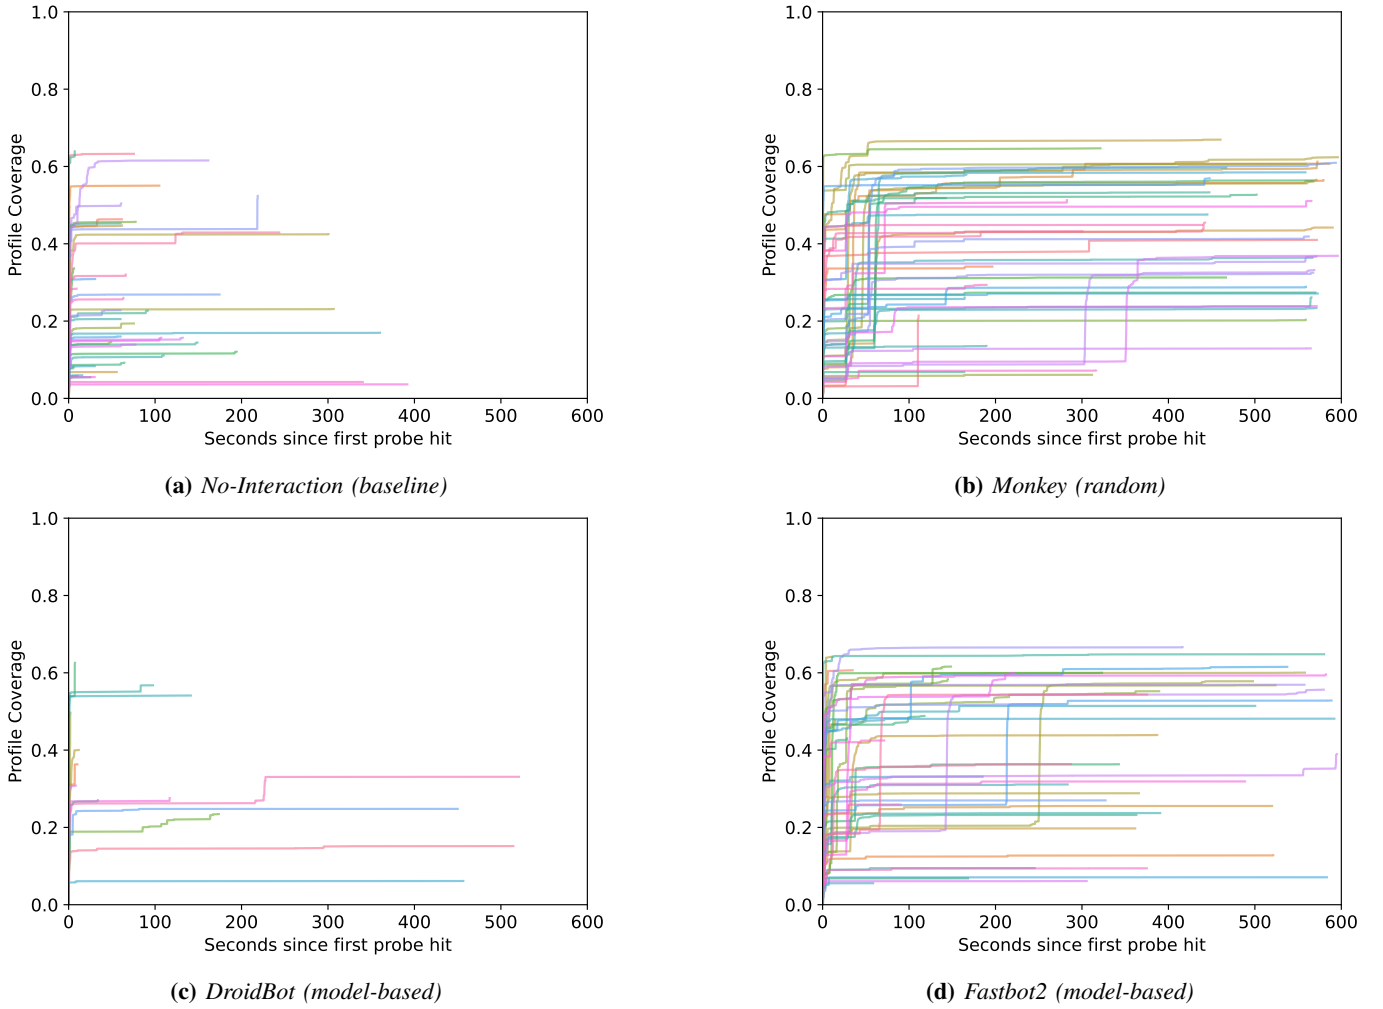 1.0
0.8
0.6
0.4
0.2
0.0
Profile Coverage
0 100 200 300 400 500 600
Seconds since first probe hit
(a) No-Interaction (baseline)
1.0
0.8
0.6
0.4
0.2
0.0
Profile Coverage
0 100 200 300 400 500 600
Seconds since first probe hit
(b) Monkey (random)
1.0
0.8
0.6
0.4
0.2
0.0
Profile Coverage
0 100 200 300 400 500 600
Seconds since first probe hit
(c) DroidBot (model-based)
1.0
0.8
0.6
0.4
0.2
0.0
Profile Coverage
0 100 200 300 400 500 600
Seconds since first probe hit
(d) Fastbot2 (model-based)